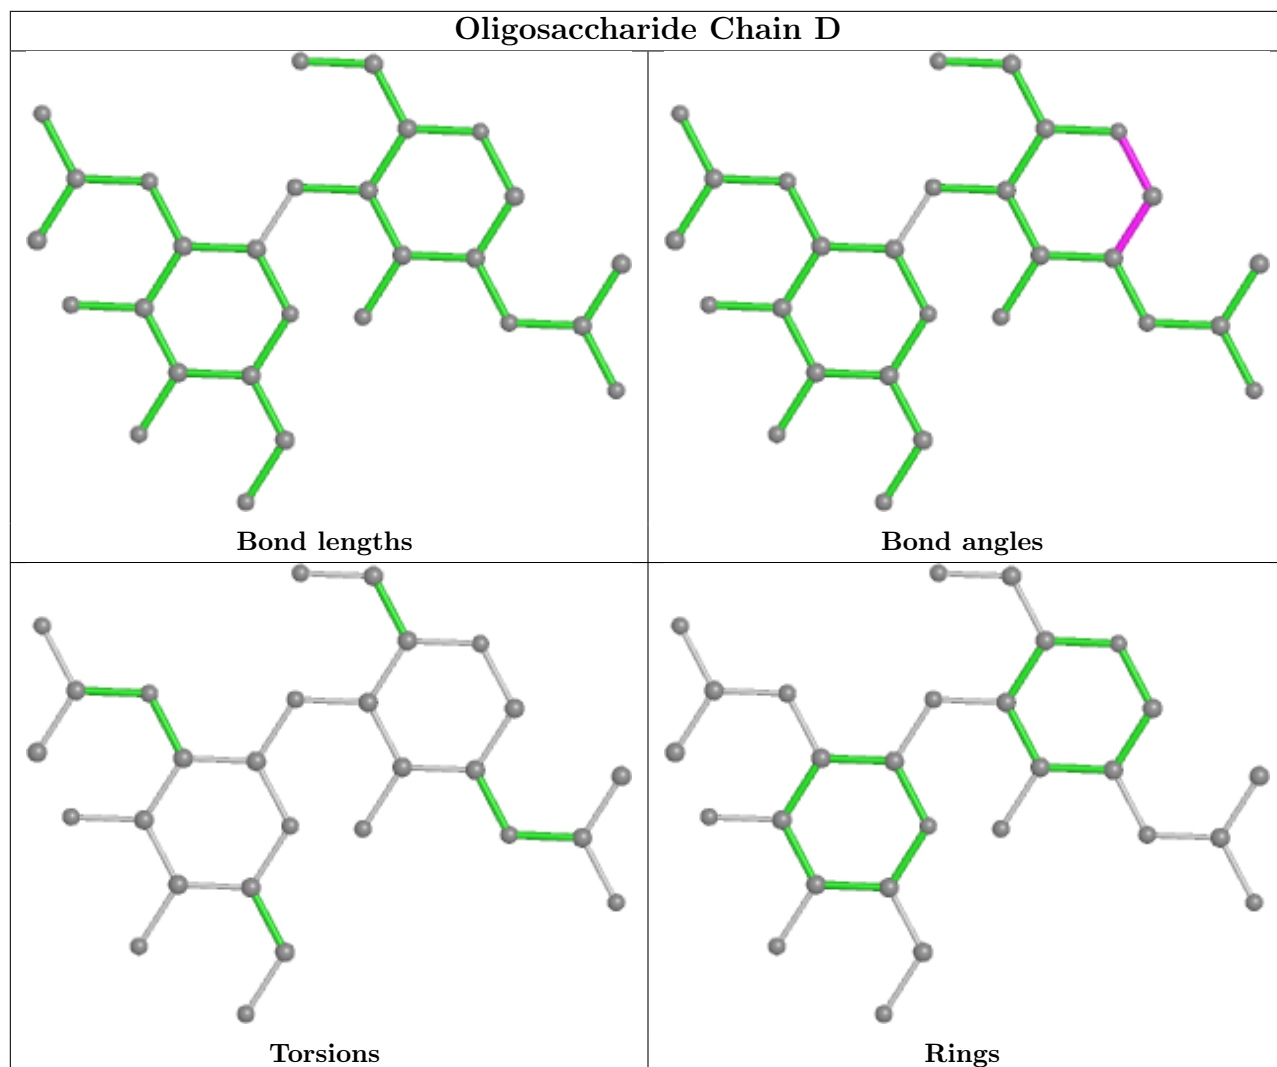 Oligosaccharide Chain D
Bond lengths
Bond angles
Torsions
Rings